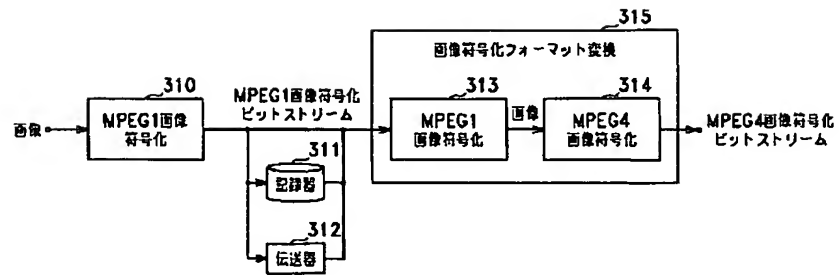 315
画像符号化フォーマット変換
310
MPEG1画像
符号化
画像
MPEG1画像符号化
ビットストリーム
313
MPEG1
画像符号化
画像
314
MPEG4
画像符号化
MPEG4画像符号化
ビットストリーム
311
記録器
312
伝送器